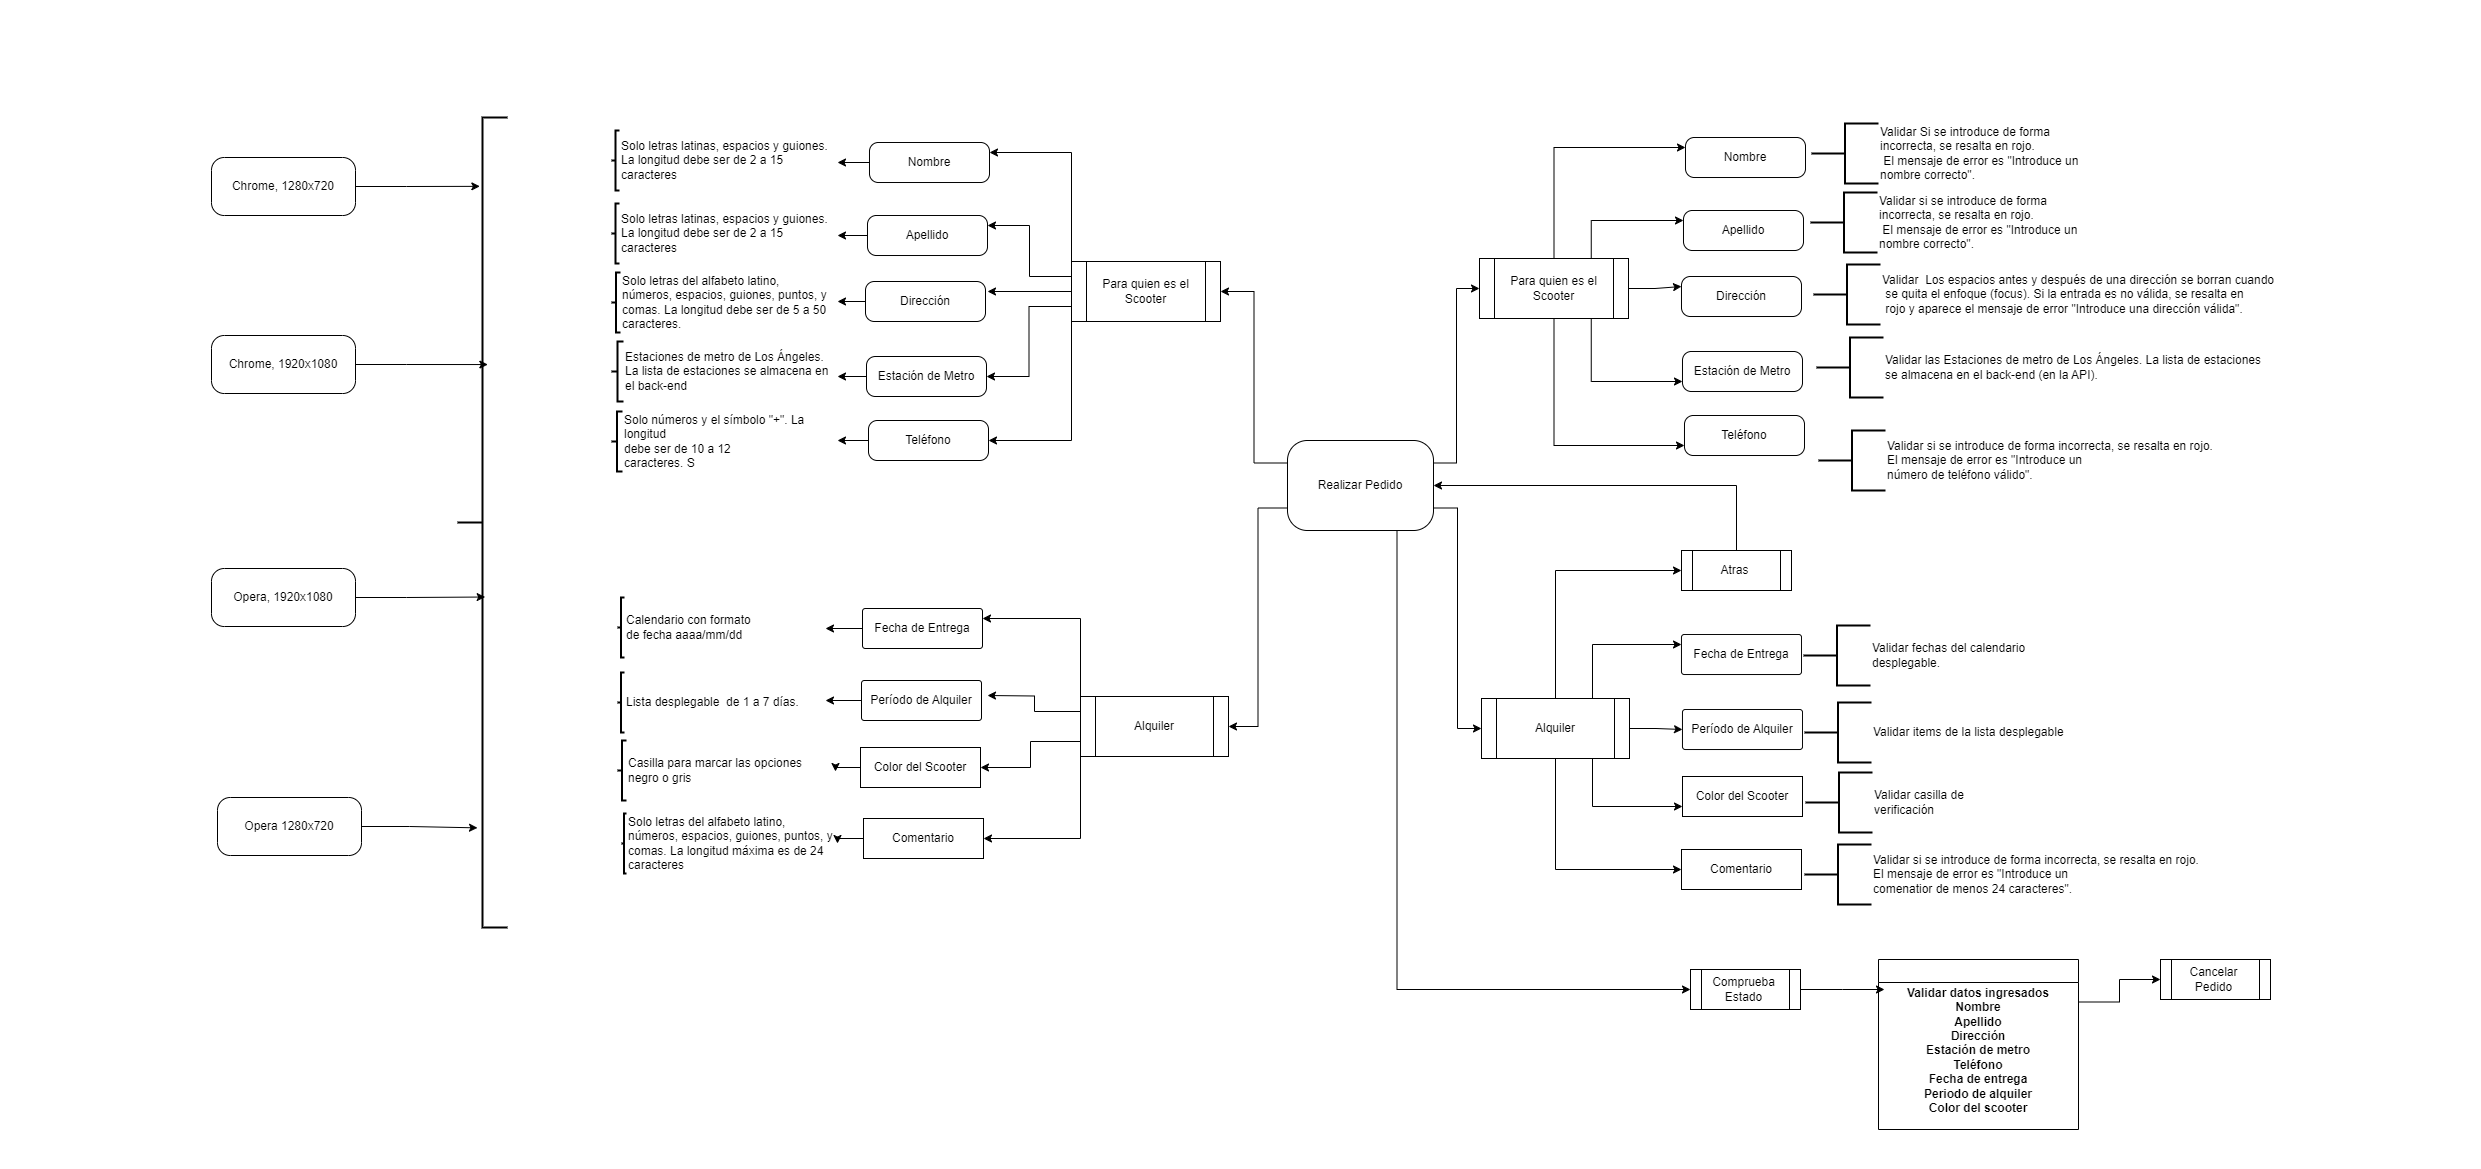 Chrome, 1280x720
Chrome, 1920x1080
Opera, 1920x1080
Opera 1280x720
Solo letras latinas, espacios y guiones.
La longitud debe ser de 2 a 15
caracteres
Nombre
Solo letras latinas, espacios y guiones.
La longitud debe ser de 2 a 15
caracteres
Apellido
Solo letras del alfabeto latino,
números, espacios, guiones, puntos, y
comas. La longitud debe ser de 5 a 50
caracteres.
Dirección
Estaciones de metro de Los Ángeles.
La lista de estaciones se almacena en
el back-end
Estación de Metro
Solo números y el símbolo "+". La
longitud
debe ser de 10 a 12
caracteres. S
Teléfono
Para quien es el
Scooter
Calendario con formato
de fecha aaaa/mm/dd
Fecha de Entrega
Lista desplegable  de 1 a 7 días.
Período de Alquiler
Casilla para marcar las opciones
negro o gris
Color del Scooter
Solo letras del alfabeto latino,
números, espacios, guiones, puntos, y
comas. La longitud máxima es de 24
caracteres
Comentario
Alquiler
Realizar Pedido
Para quien es el
Scooter
Nombre
Validar Si se introduce de forma
incorrecta, se resalta en rojo.
El mensaje de error es "Introduce un
nombre correcto".
Apellido
Validar si se introduce de forma
incorrecta, se resalta en rojo.
El mensaje de error es "Introduce un
nombre correcto".
Dirección
Validar  Los espacios antes y después de una dirección se borran cuando
se quita el enfoque (focus). Si la entrada es no válida, se resalta en
rojo y aparece el mensaje de error "Introduce una dirección válida".
Estación de Metro
Validar las Estaciones de metro de Los Ángeles. La lista de estaciones
se almacena en el back-end (en la API).
Teléfono
Validar si se introduce de forma incorrecta, se resalta en rojo.
El mensaje de error es "Introduce un
número de teléfono válido".
Atras
Alquiler
Fecha de Entrega
Validar fechas del calendario
desplegable.
Período de Alquiler
Validar items de la lista desplegable
Color del Scooter
Validar casilla de
verificación
Comentario
Validar si se introduce de forma incorrecta, se resalta en rojo.
El mensaje de error es "Introduce un
comenatior de menos 24 caracteres".
Comprueba
Estado
Validar datos ingresados
Nombre
Apellido
Dirección
Estación de metro
Teléfono
Fecha de entrega
Periodo de alquiler
Color del scooter
Cancelar
Pedido